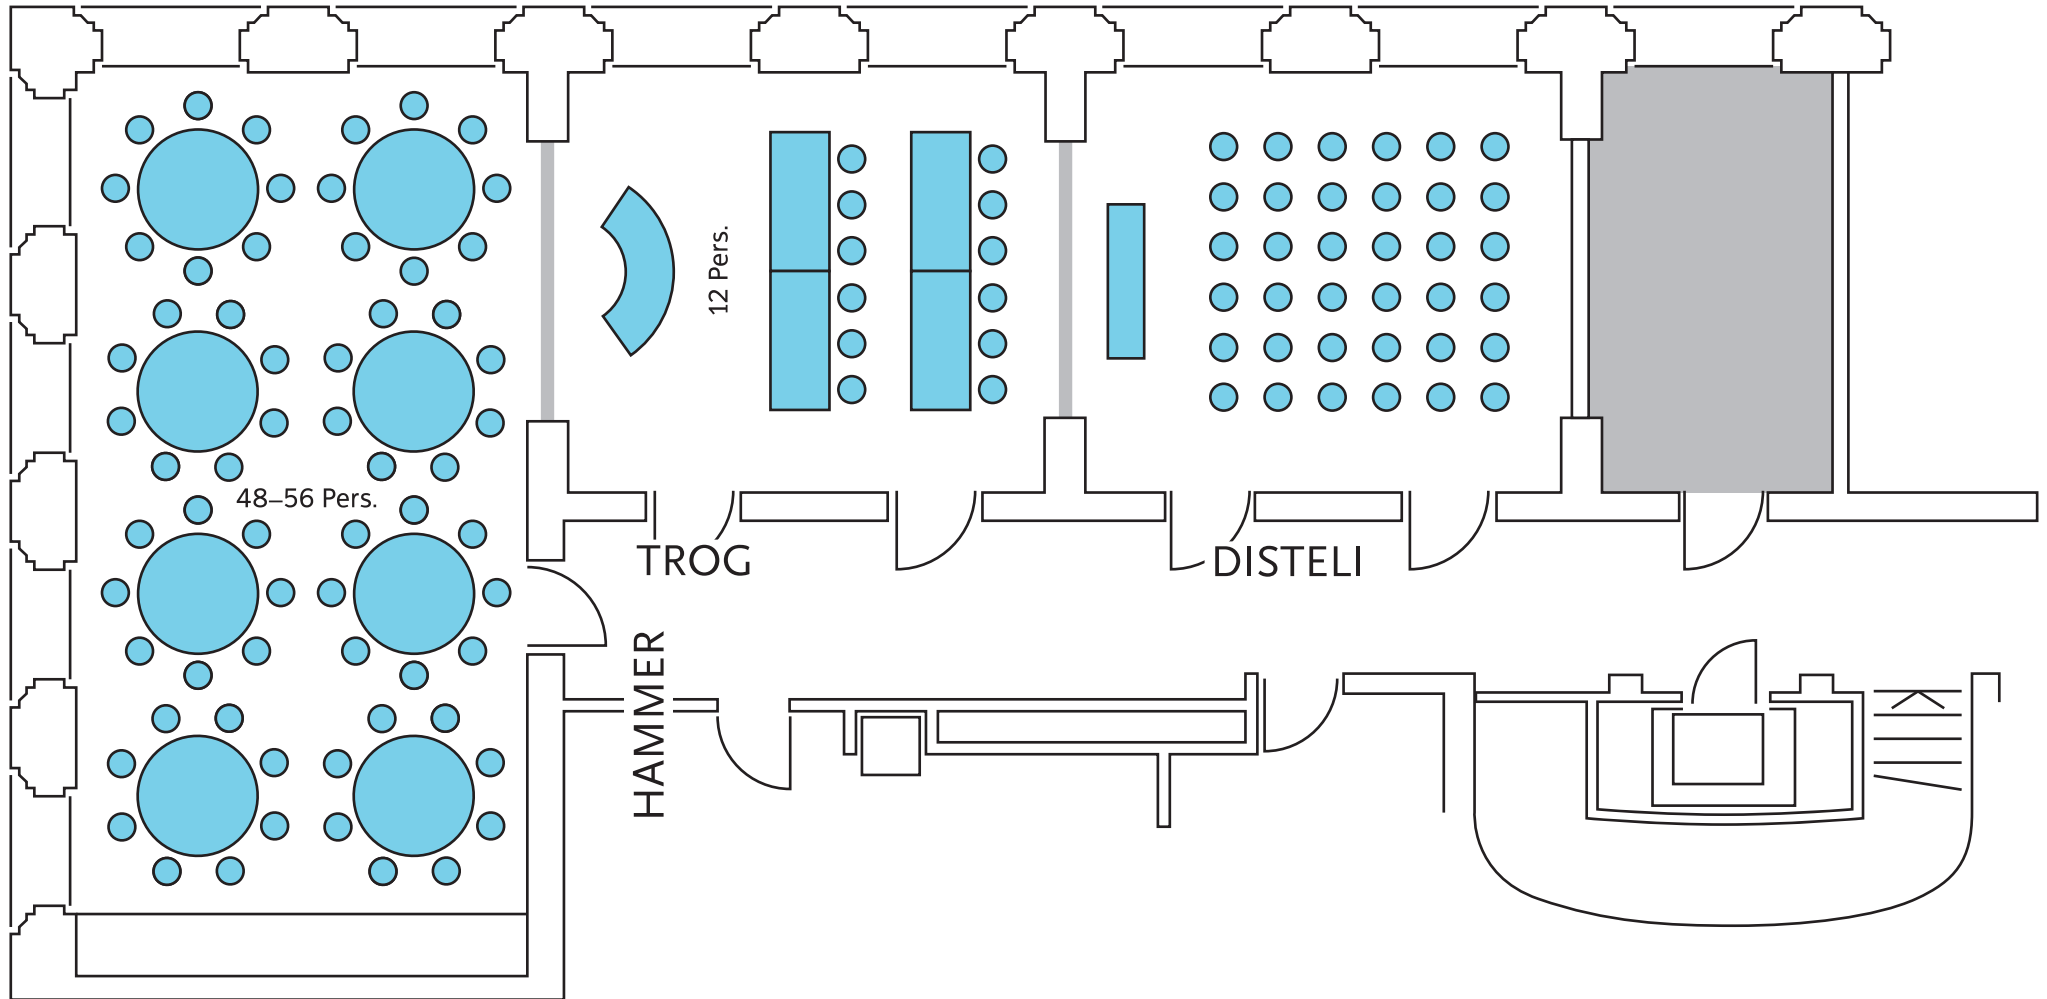 12 Pers.
48–56 Pers.
TROG
DISTELI
HAMMER